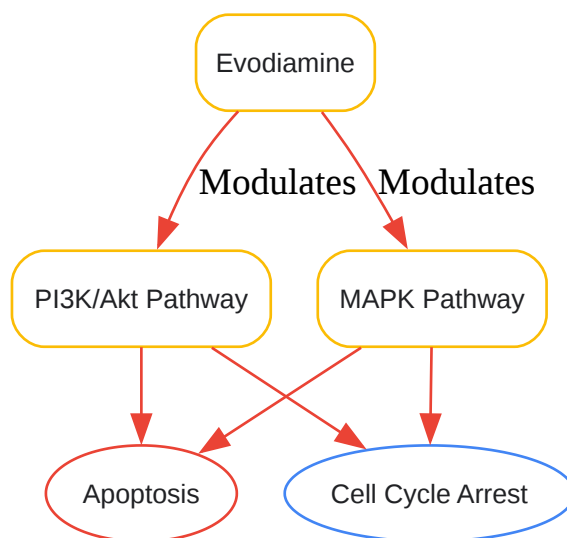 Evodiamine
Modulates Modulates
PI3K/Akt Pathway MAPK Pathway
Apoptosis Cell Cycle Arrest